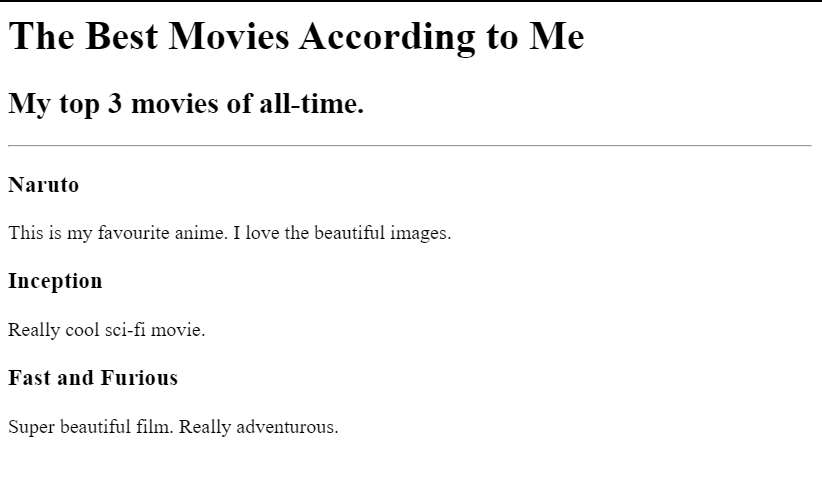 The Best Movies According to Me
My top 3 movies of all-time.
Naruto
This is my favourite anime. I love the beautiful images.
Inception
Really cool sci-fi movie.
Fast and Furious
Super beautiful film. Really adventurous.